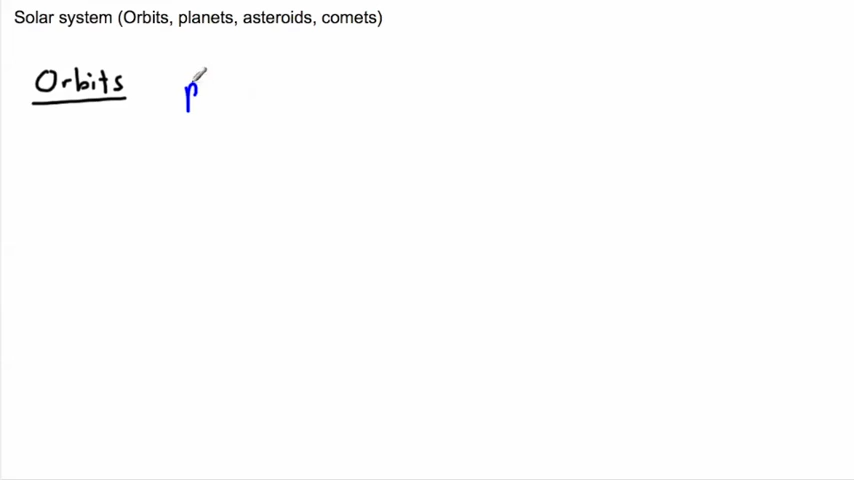 Solar system (Orbits, planets, asteroids, comets)
Orbits p